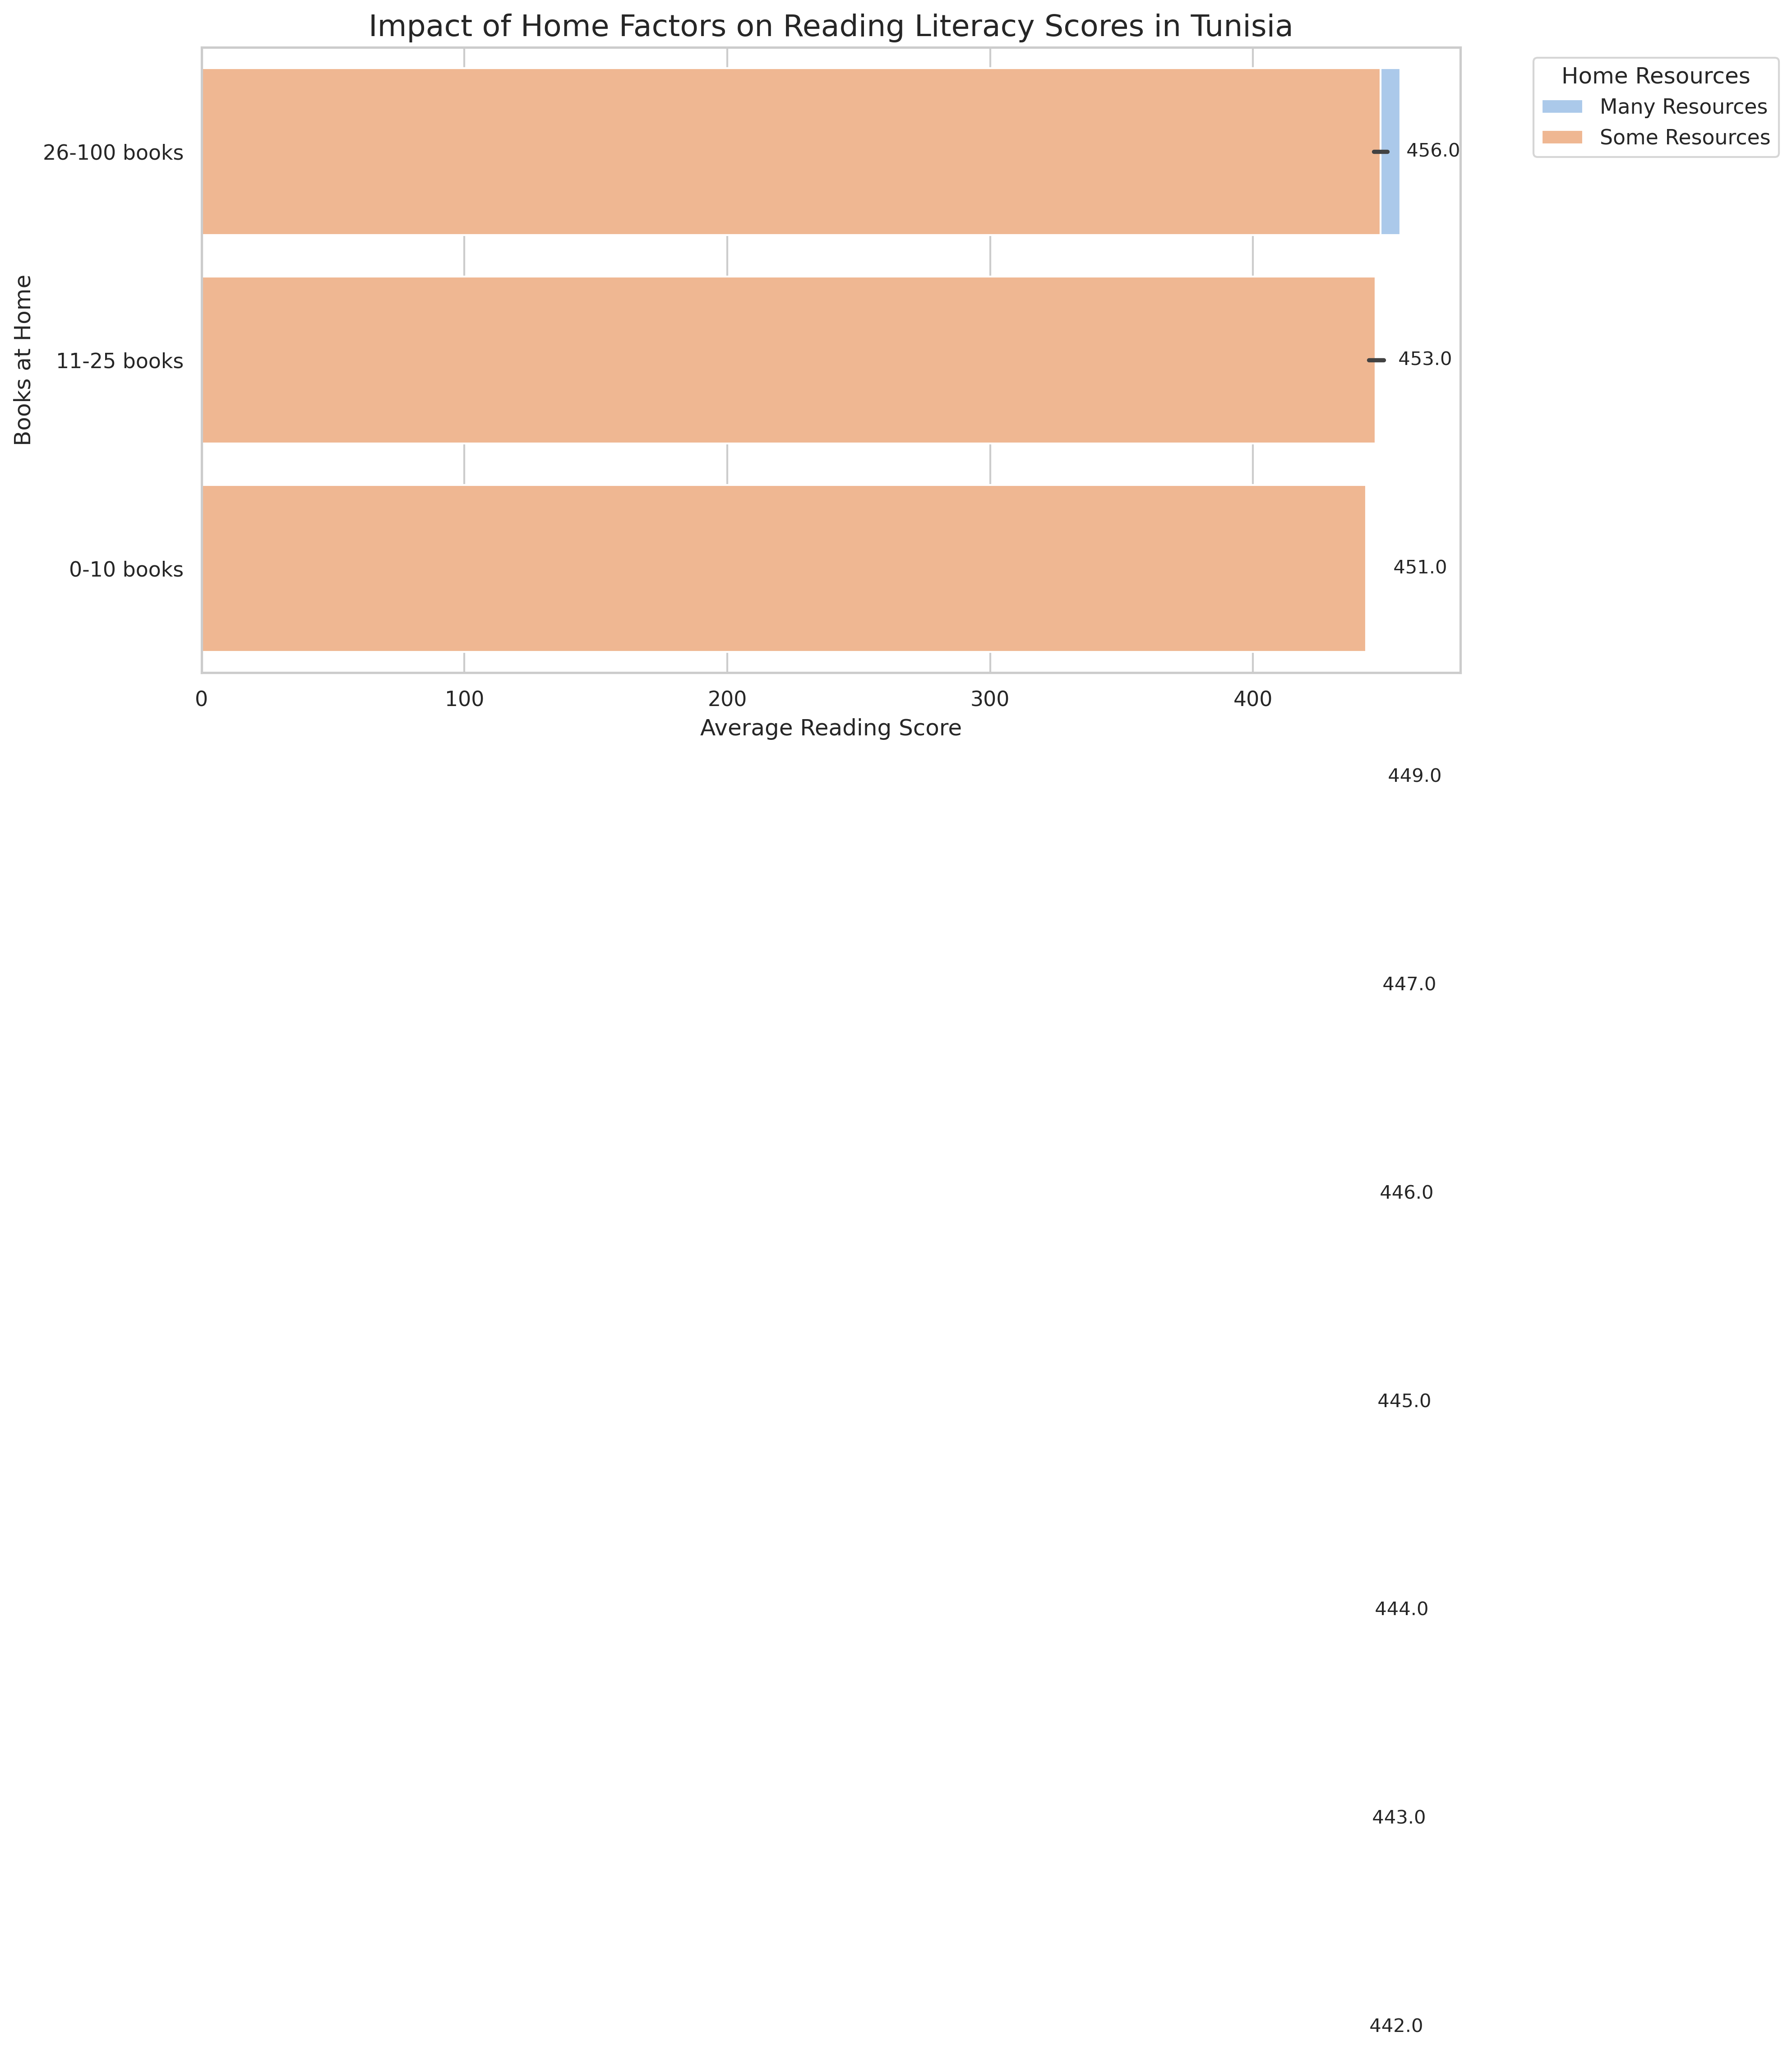 Impact of Home Factors on Reading Literacy Scores in Tunisia
Home Resources
Many Resources
Some Resources
Books at Home
26-100 books
456.0
11-25 books
453.0
0-10 books
451.0
0 100 200 300 400
Average Reading Score
449.0
447.0
446.0
445.0
444.0
443.0
442.0